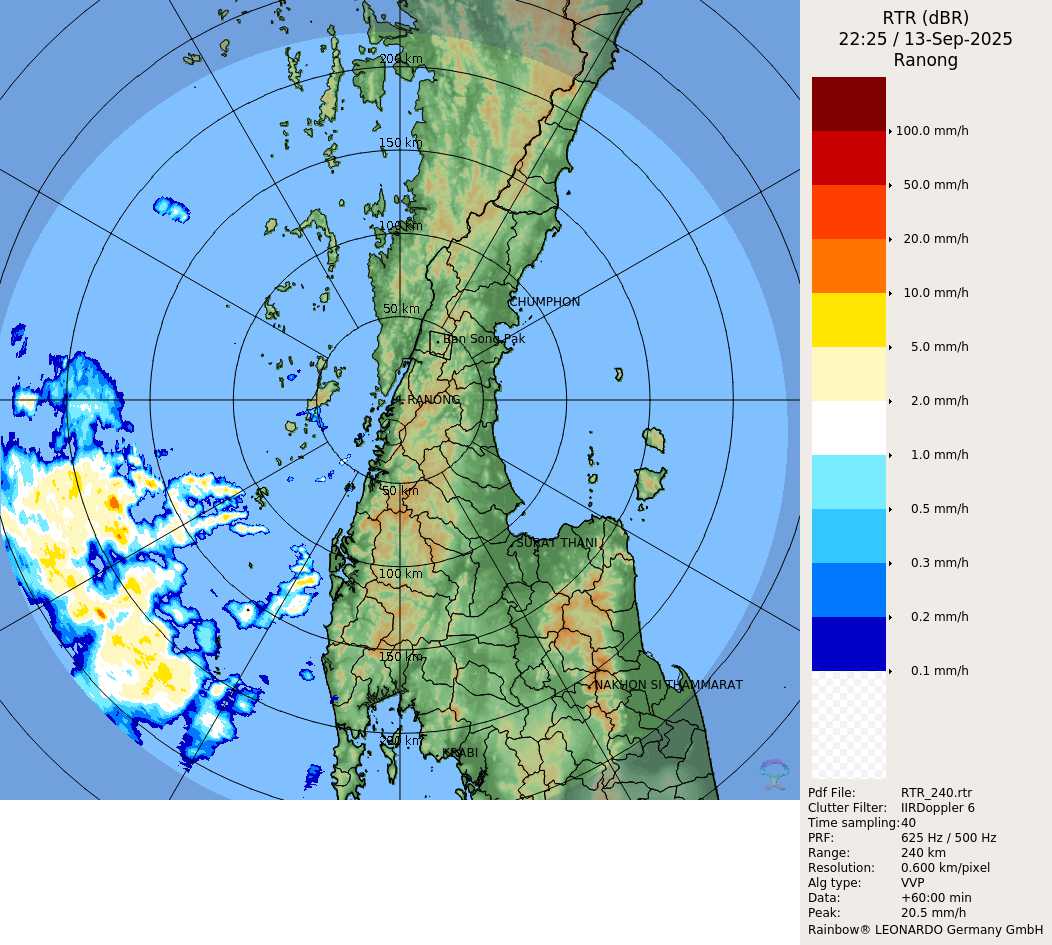 RTR (dBR)
22:25 / 13-Sep-2025
Ranong
100.0 mm/h
50.0 mm/h
20.0 mm/h
10.0 mm/h
5.0 mm/h
2.0 mm/h
1.0 mm/h
0.5 mm/h
0.3 mm/h
0.2 mm/h
0.1 mm/h
200 km
150 km
100 km
50 km
CHUMPHON
Ban Song Pak
RANONG
50 km
SURAT THANI
100 km
150 km
NAKHON SI THAMMARAT
200 km
KRABI
Pdf File: RTR_240.rtr
Clutter Filter: IIRDoppler 6
Time sampling:40
PRF: 625 Hz / 500 Hz
Range: 240 km
Resolution: 0.600 km/pixel
Alg type: VVP
Data: +60:00 min
Peak: 20.5 mm/h
Rainbow® LEONARDO Germany GmbH